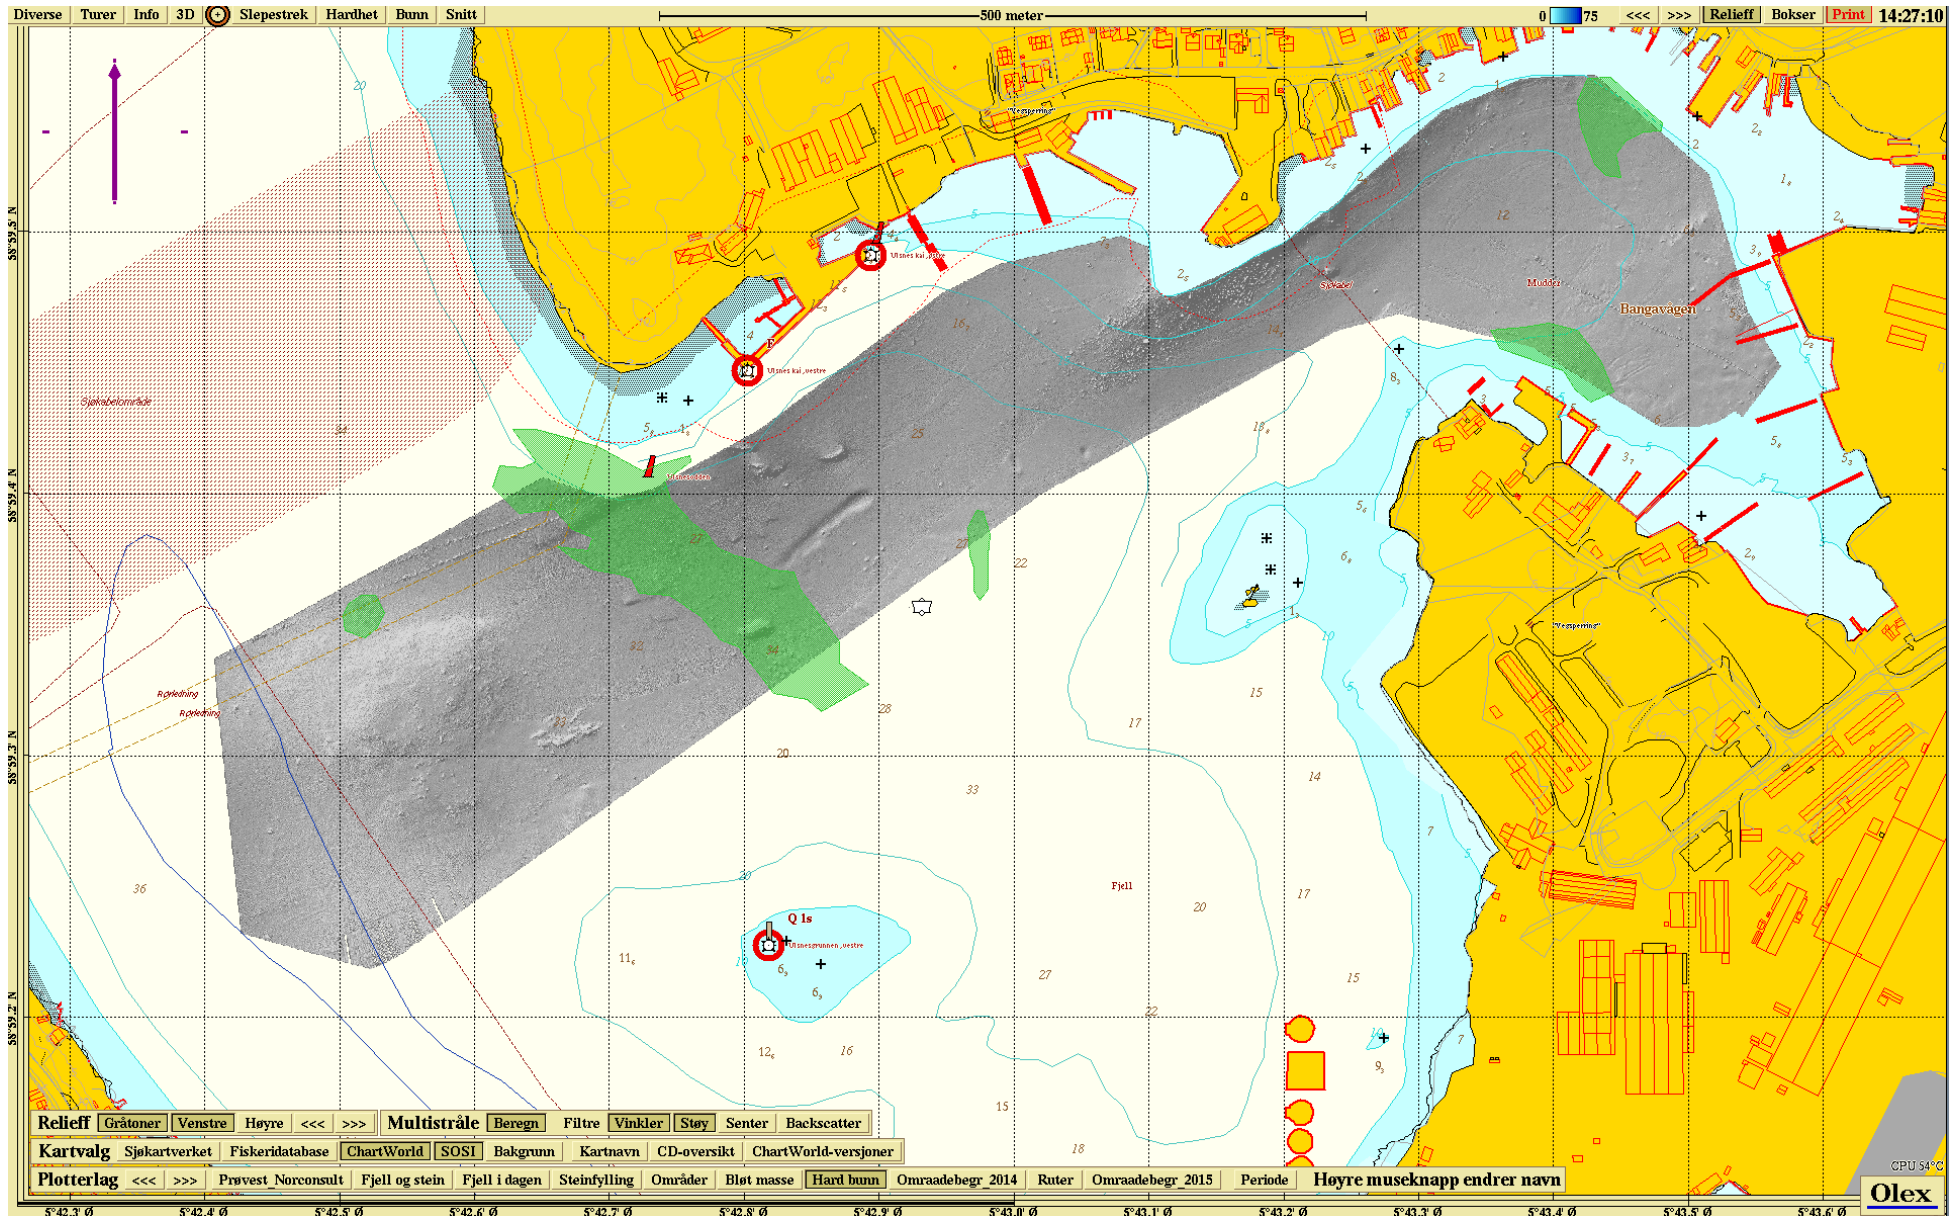 Diverse Turer Info 3D Slepestrek Hardhet Bunn Snitt 500 meter 0 75 <<< >>> Relieff Bokser Print 14:27:10
"Vegsperring"
Ulsnes kai ,østre
Sjøkabel
Mudder
Bangavågen
F
Ulsnes kai ,vestre
Sjøkabelområde
Ulsnesodden
"Vegsperring"
Rørledning
Rørledning
Fjell
Q 1s
Ulsnesgrunnen ,vestre
58°59.5' N
58°59.4' N
58°59.3' N
58°59.2' N
Relieff Gråtoner Venstre Høyre <<< >>> Multistråle Beregn Filtre Vinkler Støy Senter Backscatter
Kartvalg Sjøkartverket Fiskeridatabase ChartWorld SOSI Bakgrunn Kartnavn CD-oversikt ChartWorld-versjoner
CPU 54°C
Plotterlag <<< >>> Prøvest_Norconsult Fjell og stein Fjell i dagen Steinfylling Områder Bløt masse Hard bunn Omraadebegr_2014 Ruter Omraadebegr_2015 Periode Høyre museknapp endrer navn
Olex
5°42.3' Ø 5°42.4' Ø 5°42.5' Ø 5°42.6' Ø 5°42.7' Ø 5°42.8' Ø 5°42.9' Ø 5°43.0' Ø 5°43.1' Ø 5°43.2' Ø 5°43.3' Ø 5°43.4' Ø 5°43.5' Ø 5°43.6' Ø